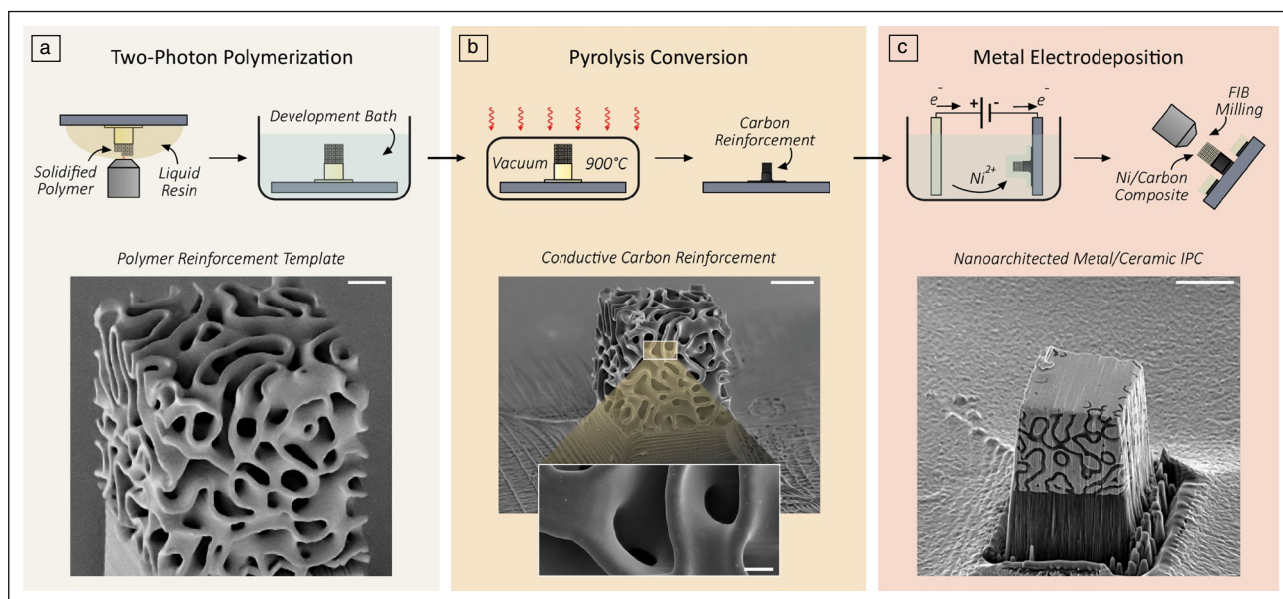 a
Two-Photon Polymerization
Solidified
Polymer
Liquid
Resin
Development Bath
Polymer Reinforcement Template
b
Pyrolysis Conversion
Vacuum
900°C
Carbon
Reinforcement
Conductive Carbon Reinforcement
c
Metal Electrodeposition
e⁻
+
-
e⁻
Ni²⁺
FIB
Milling
Ni/Carbon
Composite
Nanoarchitected Metal/Ceramic IPC